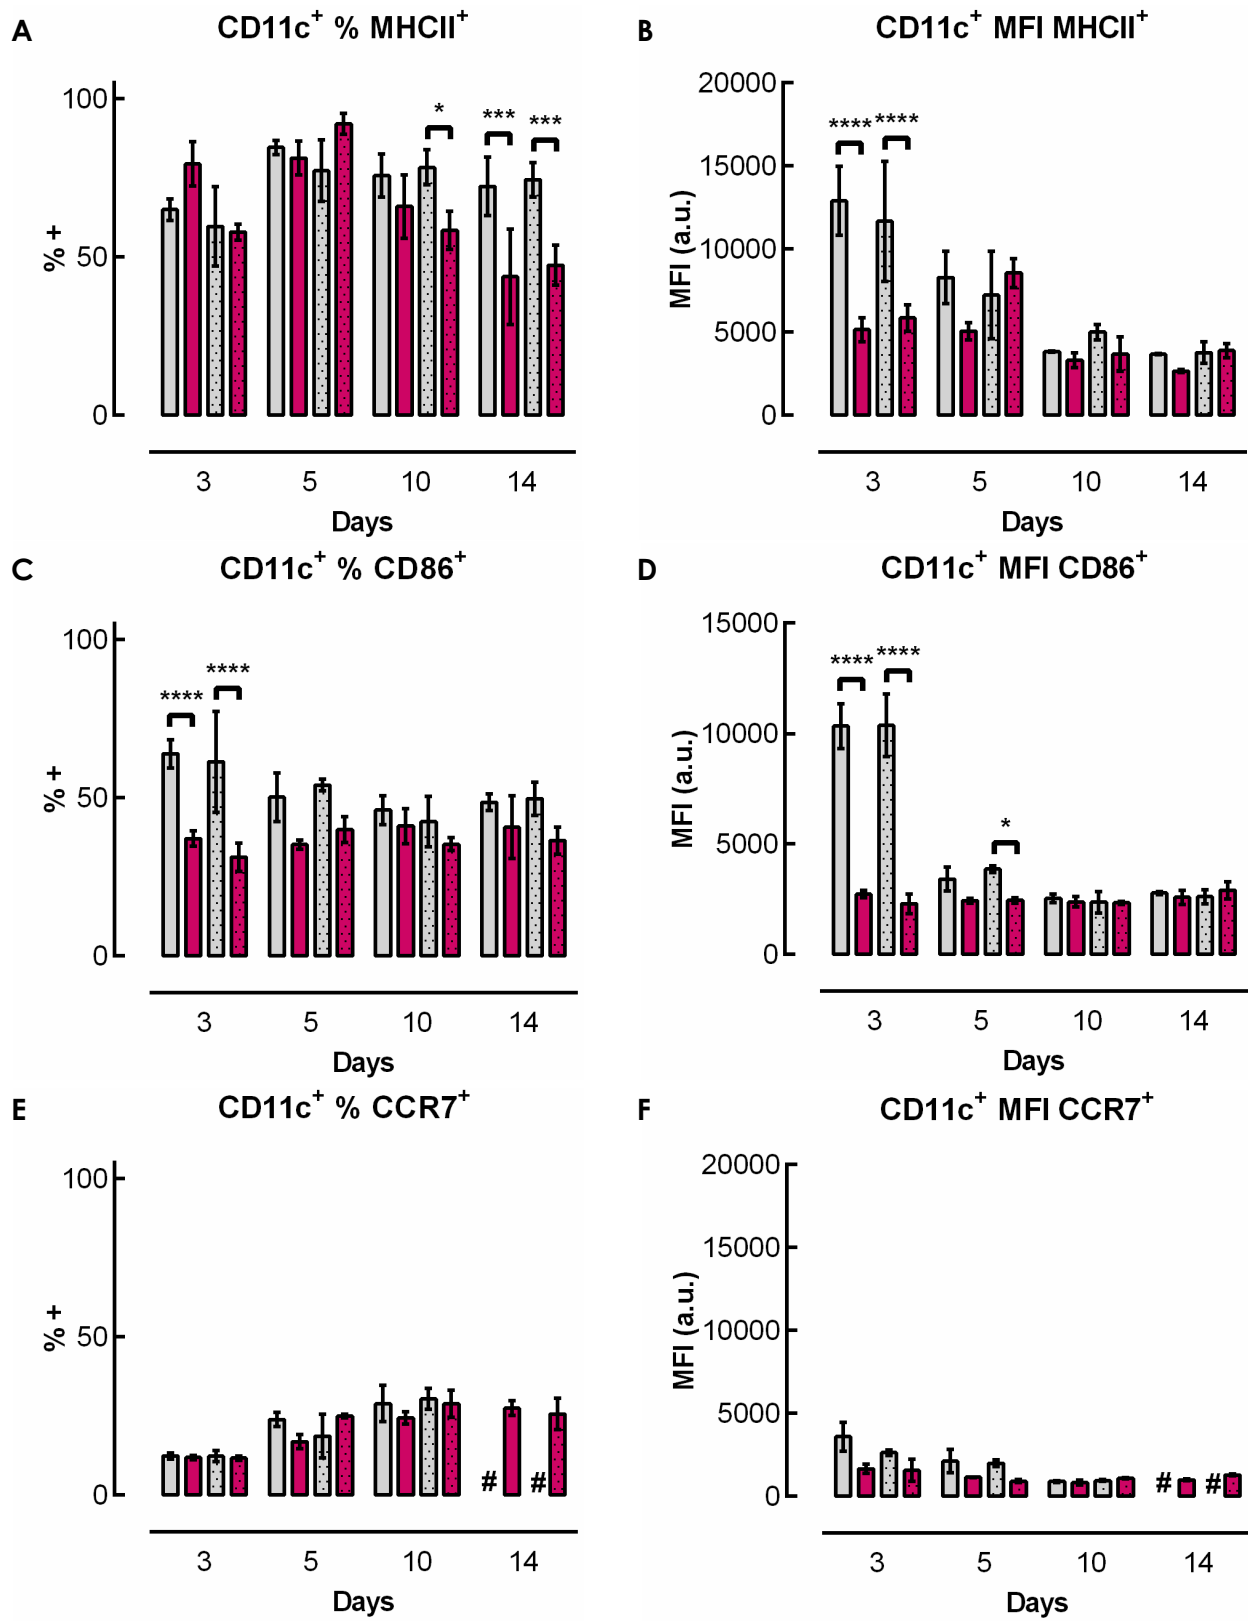 A
CD11c+ % MHCII+
100
50
0
% +
*
***
***
3 5 10 14
Days
B
CD11c+ MFI MHCII+
20000
15000
10000
5000
0
MFI (a.u.)
****
****
3 5 10 14
Days
C
CD11c+ % CD86+
100
50
0
% +
****
****
3 5 10 14
Days
D
CD11c+ MFI CD86+
15000
10000
5000
0
MFI (a.u.)
****
****
*
3 5 10 14
Days
E
CD11c+ % CCR7+
100
50
0
% +
# #
3 5 10 14
Days
F
CD11c+ MFI CCR7+
20000
15000
10000
5000
0
MFI (a.u.)
# #
3 5 10 14
Days